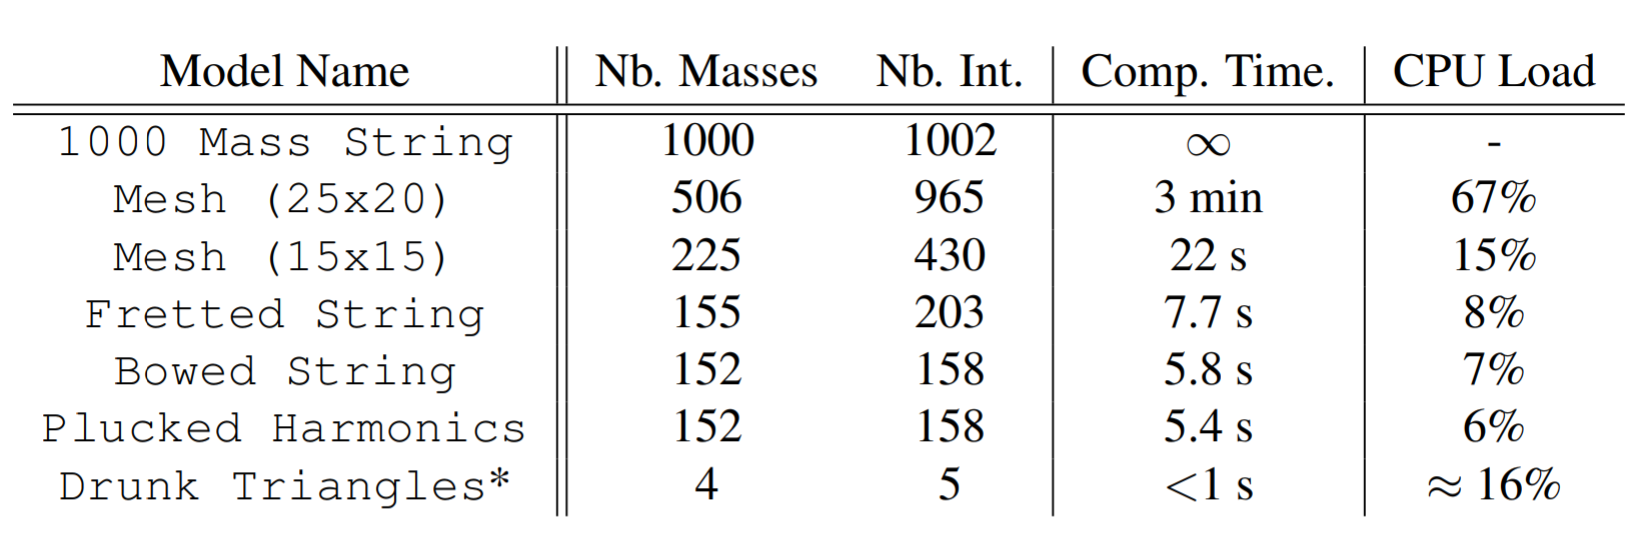 Model Name Nb. Masses Nb. Int. Comp. Time. CPU Load
1000 Mass String 1000 1002 ∞ -
Mesh (25x20) 506 965 3 min 67%
Mesh (15x15) 225 430 22 s 15%
Fretted String 155 203 7.7 s 8%
Bowed String 152 158 5.8 s 7%
Plucked Harmonics 152 158 5.4 s 6%
Drunk Triangles* 4 5 <1 s ≈ 16%